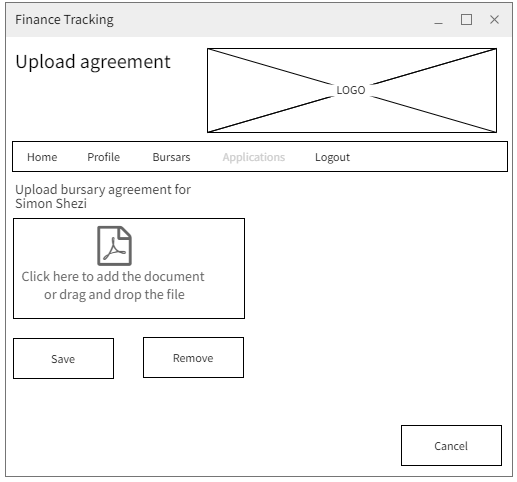 Finance Tracking
Upload agreement
LOGO
Home Profile Bursars Applications Logout
Upload bursary agreement for
Simon Shezi
Click here to add the document
or drag and drop the file
Save Remove
Cancel